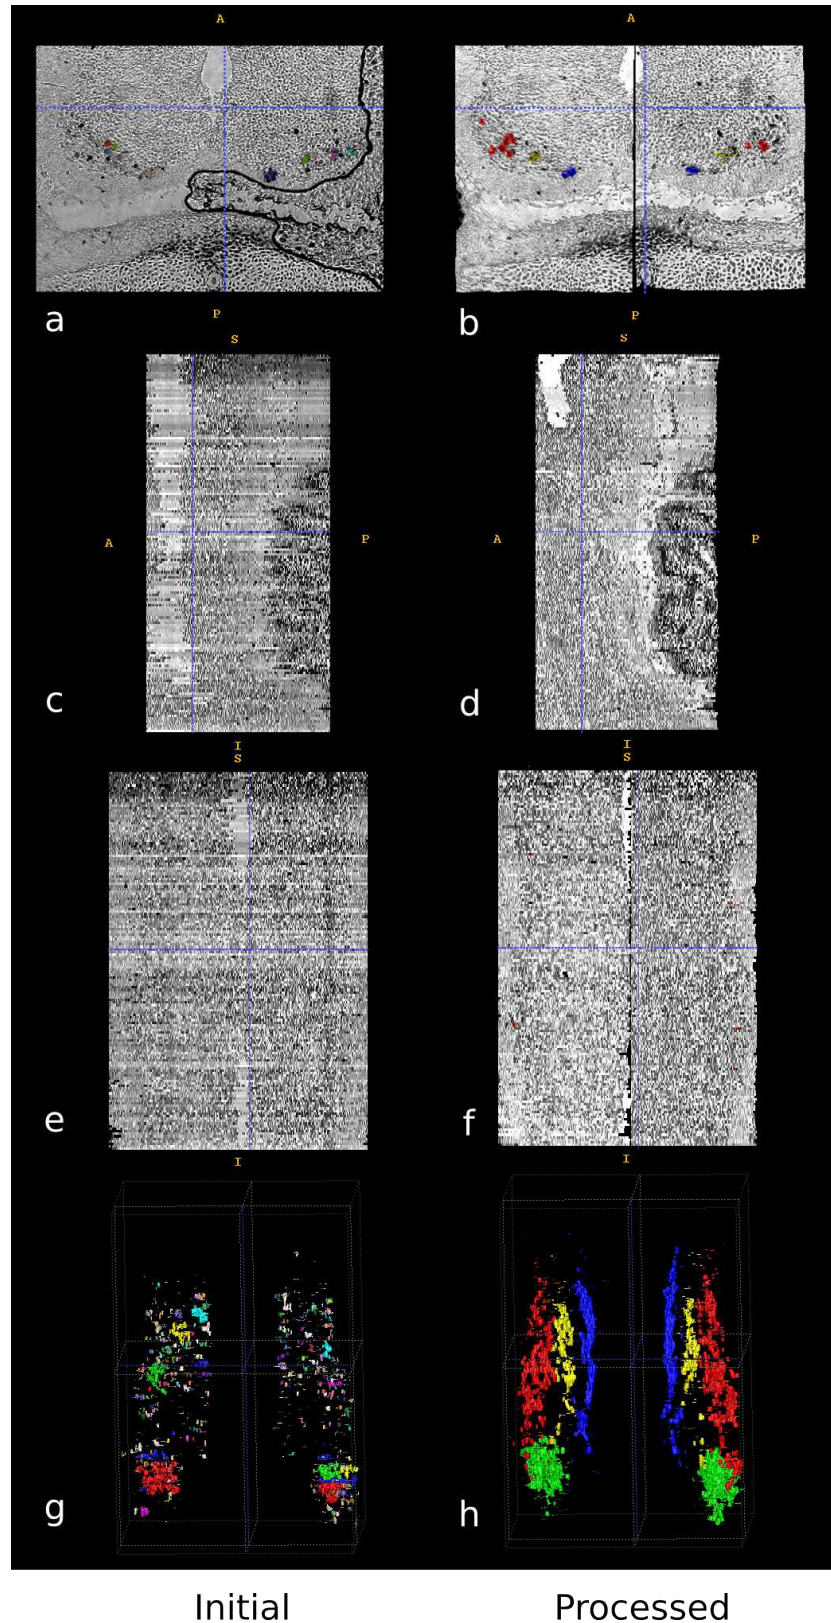 A A
a P b P
S S
A P A P
c d
I I
S S
e f
I I
g h
Initial Processed